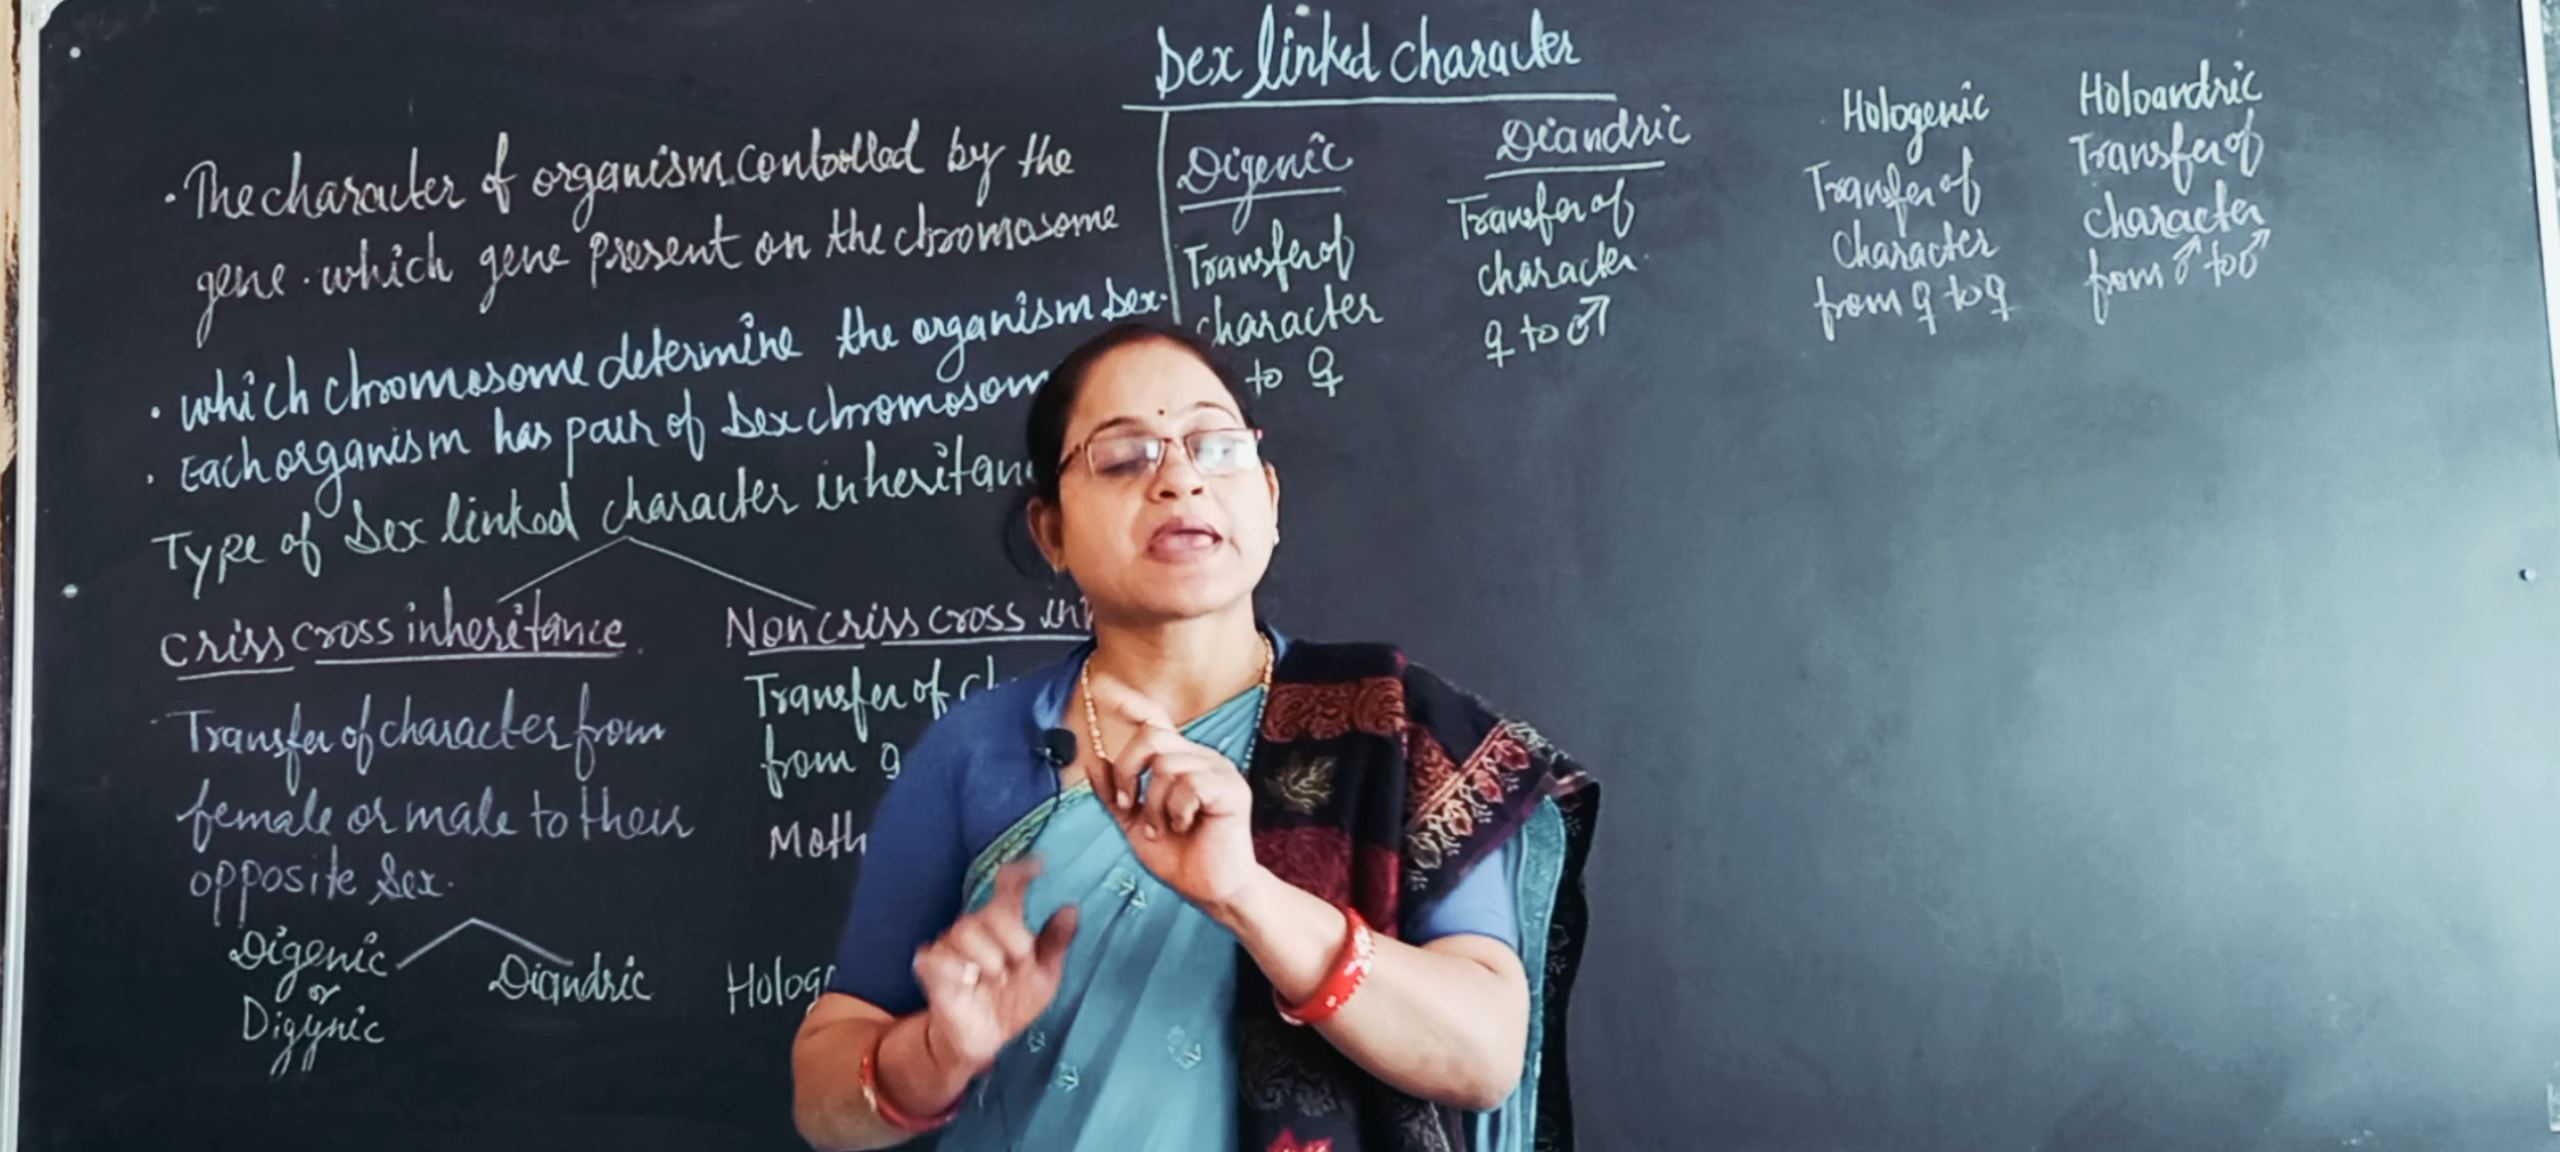 Sex linked character
• The character of organism controlled by the
gene. which gene present on the chromosome
• which chromosome determine the organism sex.
• Each organism has pair of sex chromosom
Type of sex linked character inheritan
criss cross inheritance.
Transfer of character from
female or male to their
opposite sex.
Digenic
or
Digynic
Diandric
Non criss cross inh
Transfer of ch
from ♀
Moth
Hologe
Digenic
Transfer of
character
to ♀
Diandric
Transfer of
character.
♀ to ♂
Hologenic
Transfer of
character
from ♀ to ♀
Holoandric
Transfer of
character
from ♂ to ♂